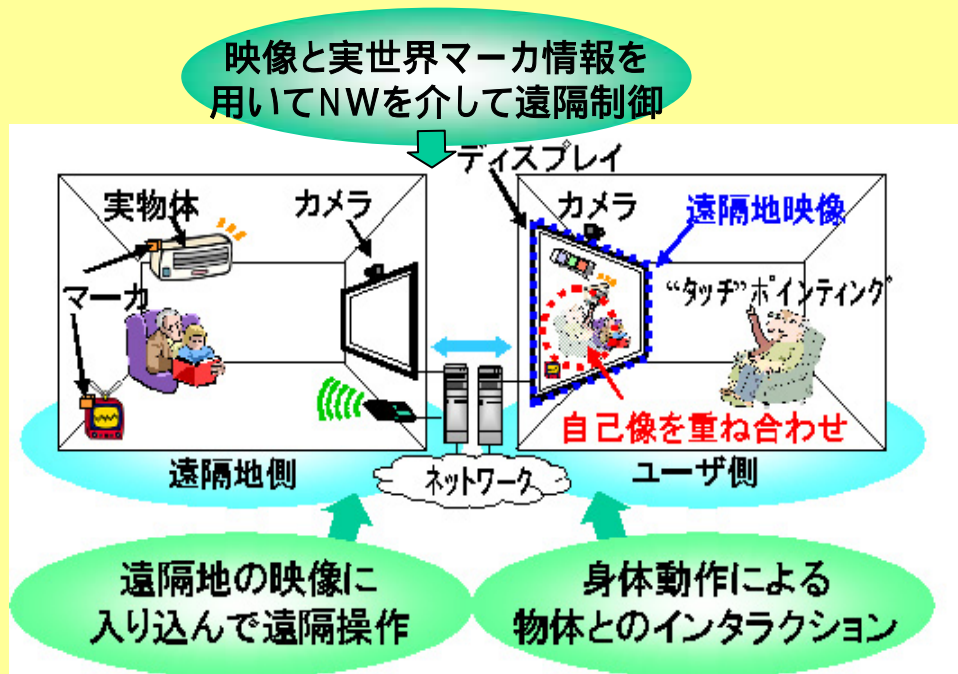 映像と実世界マーカ情報を
用いてNWを介して遠隔制御
ディスプレイ
実物体
カメラ
カメラ
遠隔地映像
マーカ
“タッチ”ポインティング
自己像を重ね合わせ
遠隔地側
ネットワーク
ユーザ側
遠隔地の映像に
入り込んで遠隔操作
身体動作による
物体とのインタラクション